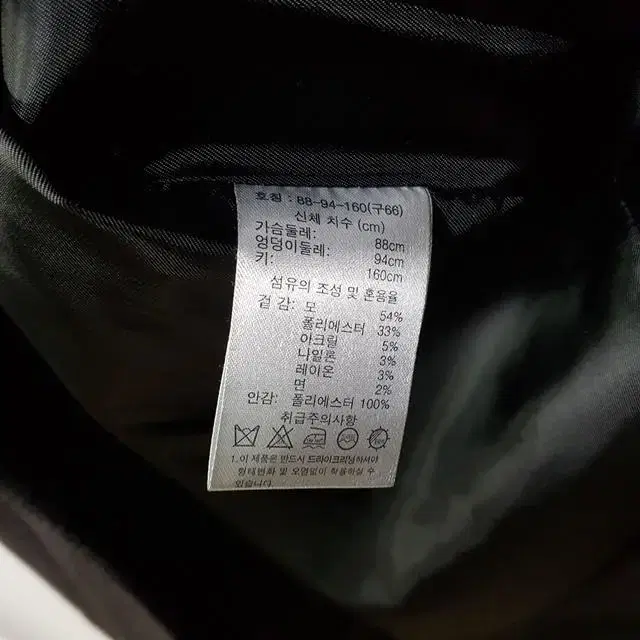 호칭 : 88-94-160(구66)
신체 치수 (cm)
가슴둘레: 88cm
엉덩이둘레: 94cm
키: 160cm
섬유의 조성 및 혼용율
겉 감: 모 54%
폴리에스터 33%
아크릴 5%
나일론 3%
레이온 3%
면 2%
안감: 폴리에스터 100%
취급주의사항
1.이 제품은 반드시 드라이크리닝하셔야
형태변화 및 오염없이 착용하실 수
있습니다.